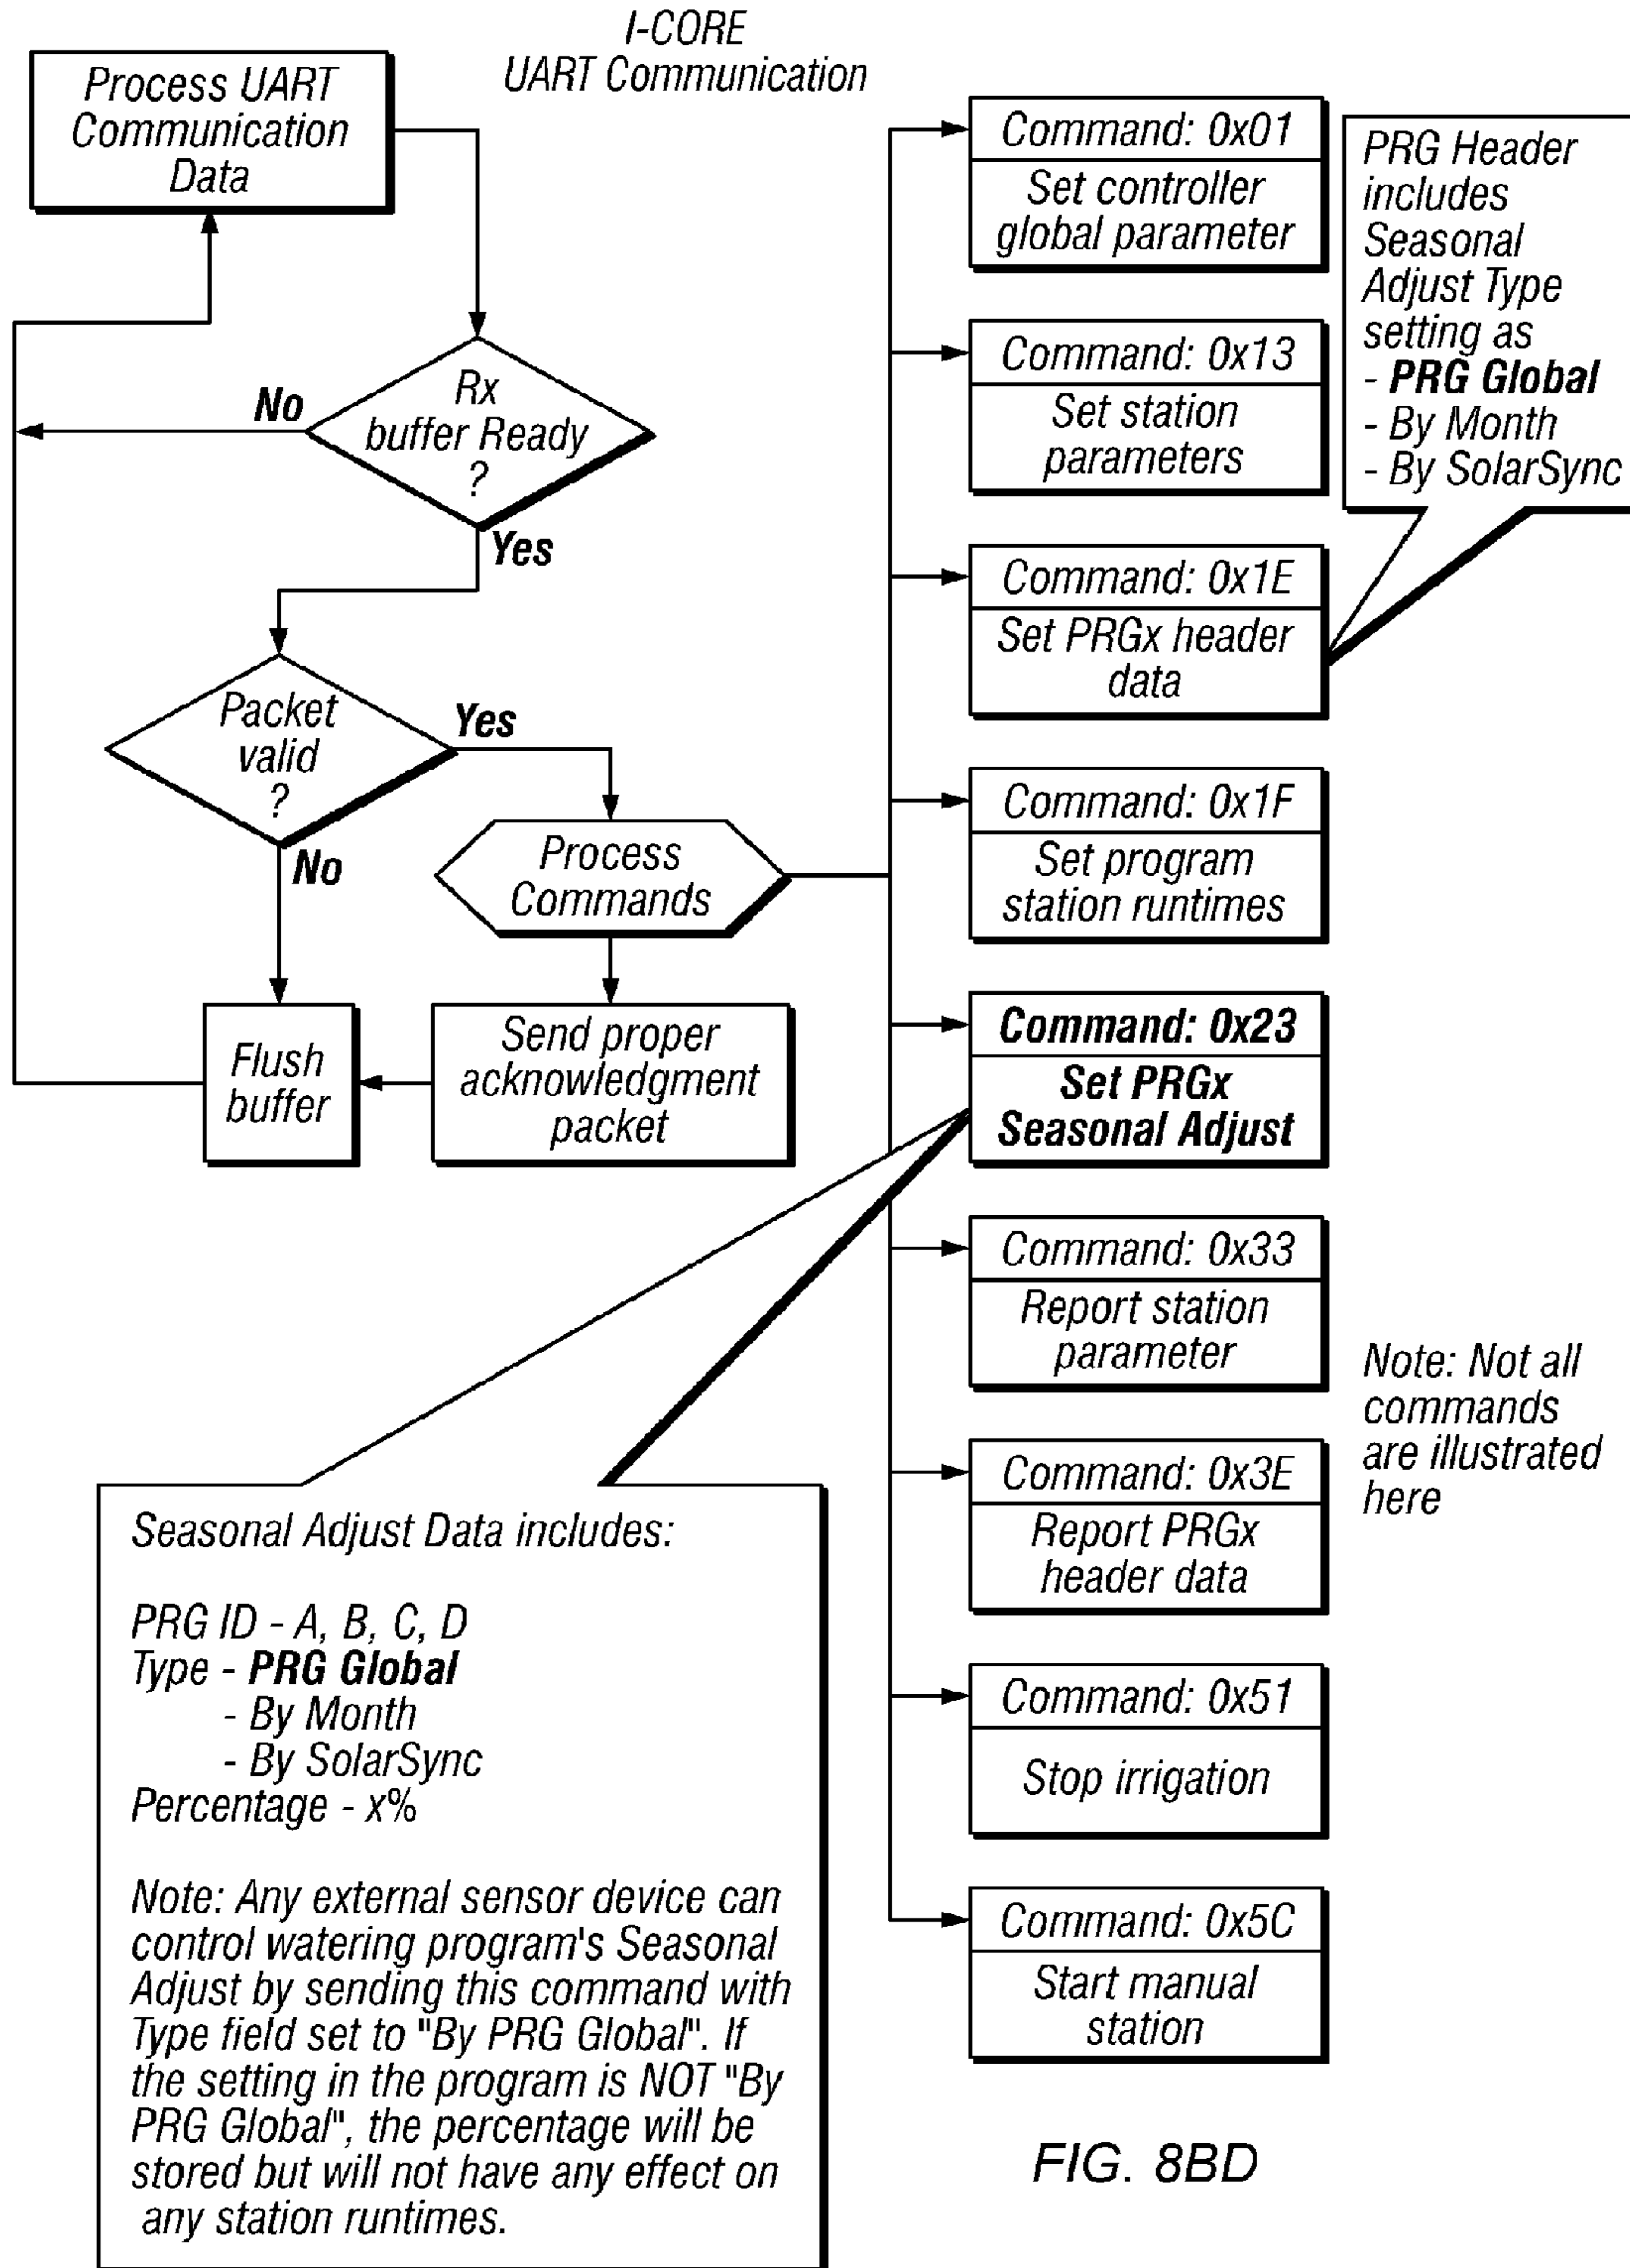 I-CORE
UART Communication
Process UART
Communication
Data
Rx
buffer Ready
?
No
Yes
Packet
valid
?
Yes
No
Process
Commands
Flush
buffer
Send proper
acknowledgment
packet
Command: 0x01
Set controller
global parameter
Command: 0x13
Set station
parameters
Command: 0x1E
Set PRGx header
data
Command: 0x1F
Set program
station runtimes
Command: 0x23
Set PRGx
Seasonal Adjust
Command: 0x33
Report station
parameter
Command: 0x3E
Report PRGx
header data
Command: 0x51
Stop irrigation
Command: 0x5C
Start manual
station
PRG Header
includes
Seasonal
Adjust Type
setting as
- PRG Global
- By Month
- By SolarSync
Note: Not all
commands
are illustrated
here
Seasonal Adjust Data includes:
PRG ID - A, B, C, D
Type - PRG Global
- By Month
- By SolarSync
Percentage - x%
Note: Any external sensor device can
control watering program's Seasonal
Adjust by sending this command with
Type field set to "By PRG Global". If
the setting in the program is NOT "By
PRG Global", the percentage will be
stored but will not have any effect on
any station runtimes.
FIG. 8BD